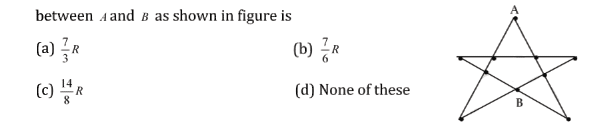 between A and B as shown in figure is
(a) 7/3 R (b) 7/6 R
(c) 14/8 R (d) None of these
A
B